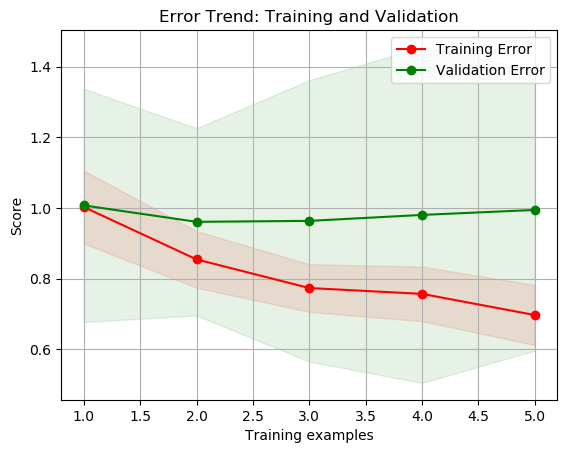 Error Trend: Training and Validation
Training Error
Validation Error
Score
1.4
1.2
1.0
0.8
0.6
1.0 1.5 2.0 2.5 3.0 3.5 4.0 4.5 5.0
Training examples